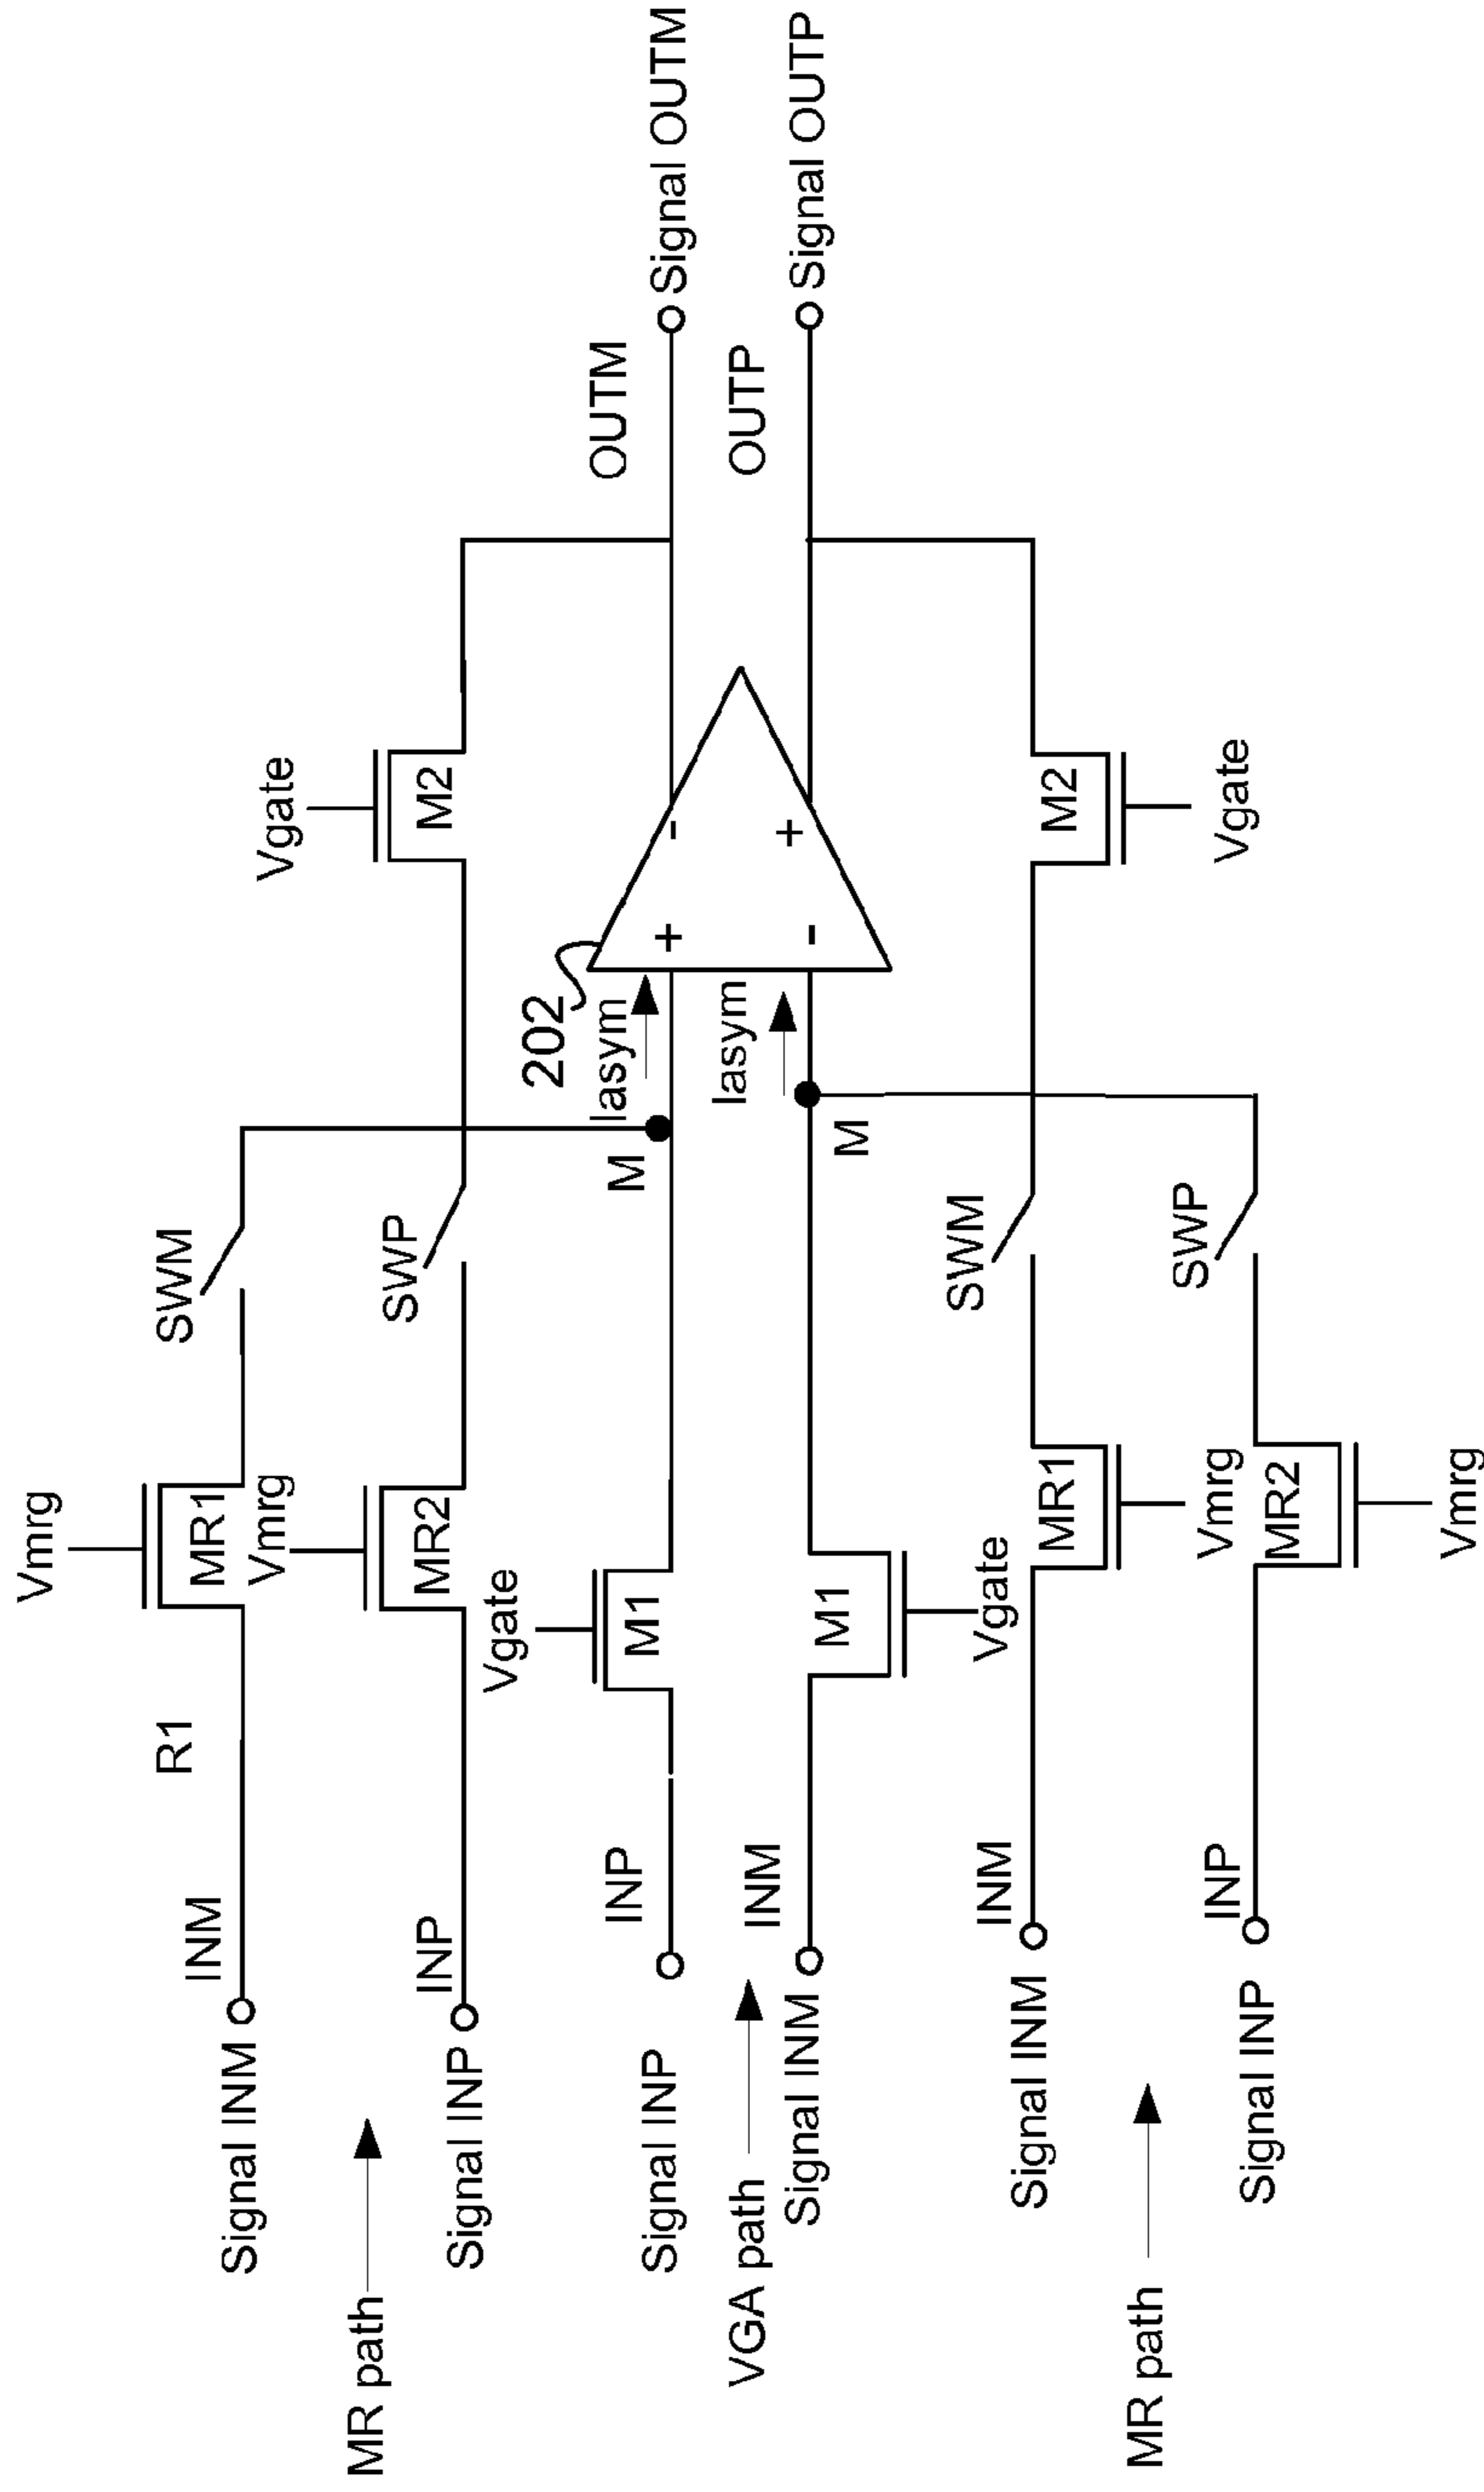 Vmrg
MR1
R1
INM
Signal INM
SWM
Vmrg
MR2
INP
Signal INP
SWP
MR path
Vgate
M2
Vgate
M1
INP
Signal INP
M
Iasym
202
+
-
OUTM
Signal OUTM
VGA path
INM
Signal INM
M1
Vgate
M
Iasym
-
+
OUTP
Signal OUTP
M2
Vgate
SWM
MR1
Vmrg
INM
Signal INM
MR path
SWP
MR2
Vmrg
INP
Signal INP